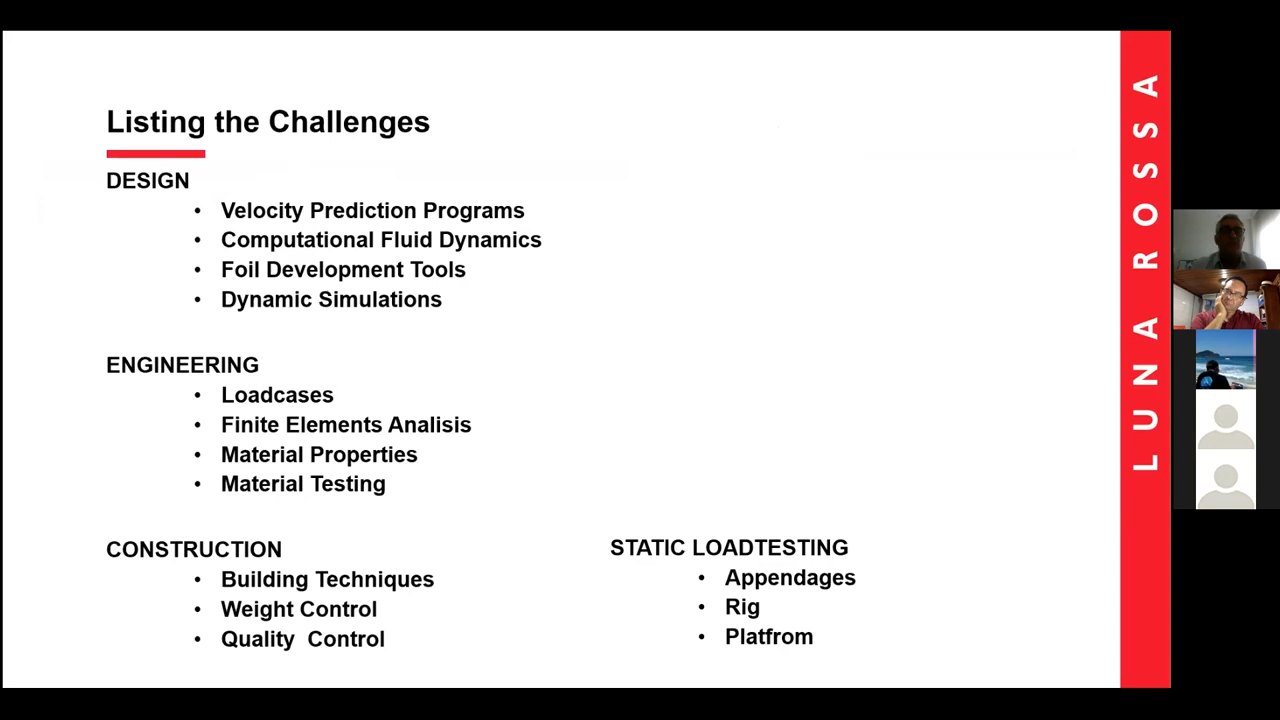 Listing the Challenges
DESIGN
• Velocity Prediction Programs
• Computational Fluid Dynamics
• Foil Development Tools
• Dynamic Simulations
ENGINEERING
• Loadcases
• Finite Elements Analisis
• Material Properties
• Material Testing
CONSTRUCTION
• Building Techniques
• Weight Control
• Quality  Control
STATIC LOADTESTING
• Appendages
• Rig
• Platfrom
LUNA ROSSA